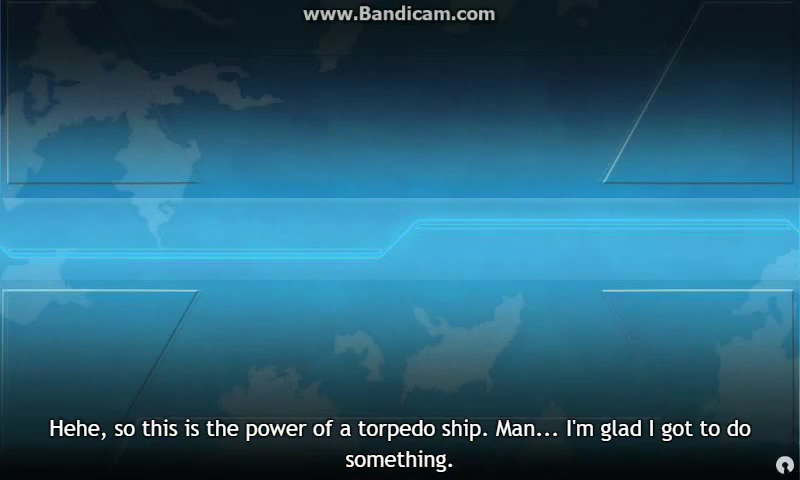 www.Bandicam.com
Hehe, so this is the power of a torpedo ship. Man... I'm glad I got to do
something.